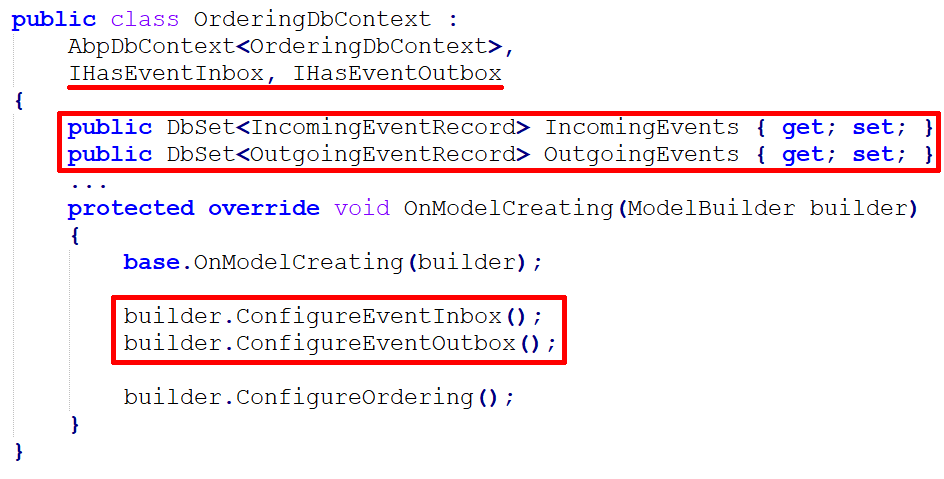 public class OrderingDbContext :
AbpDbContext<OrderingDbContext>,
IHasEventInbox, IHasEventOutbox
{
public DbSet<IncomingEventRecord> IncomingEvents { get; set; }
public DbSet<OutgoingEventRecord> OutgoingEvents { get; set; }
...
protected override void OnModelCreating(ModelBuilder builder)
{
base.OnModelCreating(builder);
builder.ConfigureEventInbox();
builder.ConfigureEventOutbox();
builder.ConfigureOrdering();
}
}